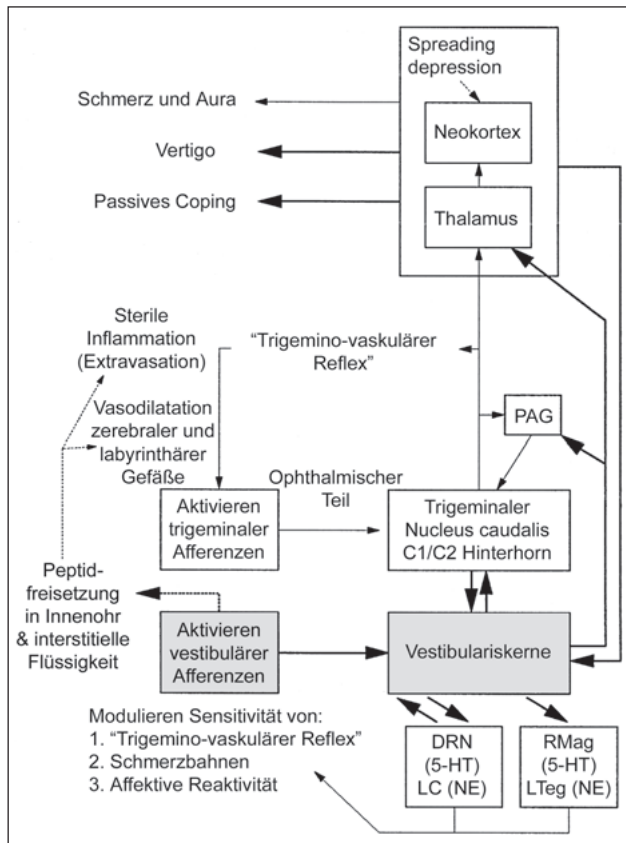 Spreading
depression
Schmerz und Aura
Neokortex
Vertigo
Passives Coping
Thalamus
Sterile
Inflammation
(Extravasation)
"Trigemino-vaskulärer
Reflex"
Vasodilatation
zerebraler und
labyrinthärer
Gefäße
PAG
Ophthalmischer
Teil
Aktivieren
trigeminaler
Afferenzen
Trigeminaler
Nucleus caudalis
C1/C2 Hinterhorn
Peptid-
freisetzung
in Innenohr
& interstitielle
Flüssigkeit
Aktivieren
vestibulärer
Afferenzen
Vestibulariskerne
Modulieren Sensitivität von:
1. "Trigemino-vaskulärer Reflex"
2. Schmerzbahnen
3. Affektive Reaktivität
DRN
(5-HT)
LC (NE)
RMag
(5-HT)
LTeg (NE)